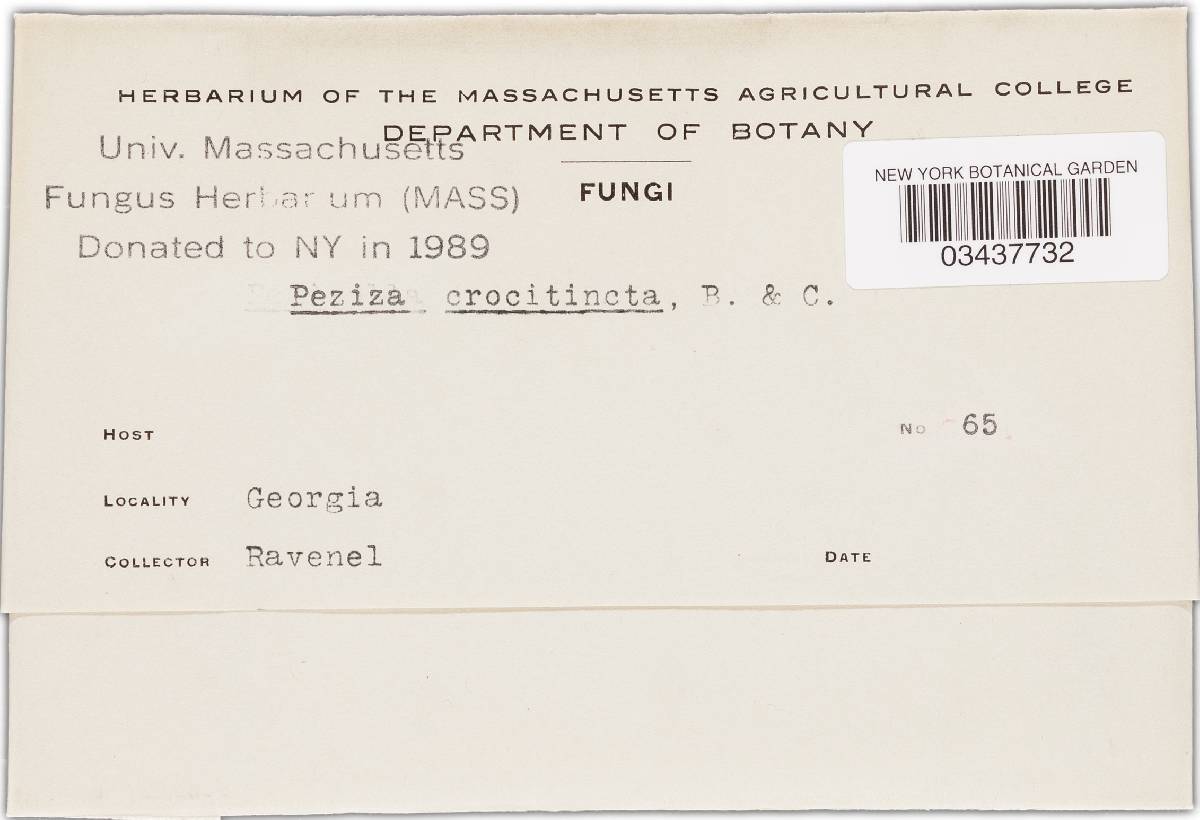 HERBARIUM OF THE MASSACHUSETTS AGRICULTURAL COLLEGE
DEPARTMENT OF BOTANY
Univ. Massachusetts
Fungus Herbarium (MASS)
Donated to NY in 1989
FUNGI
NEW YORK BOTANICAL GARDEN
03437732
Peziza crocitincta, B. & C.
HOST
No 65
LOCALITY Georgia
COLLECTOR Ravenel
DATE